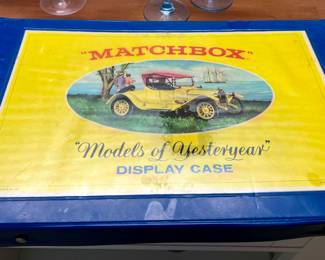 "MATCHBOX"
"Models of Yesteryear"
DISPLAY CASE